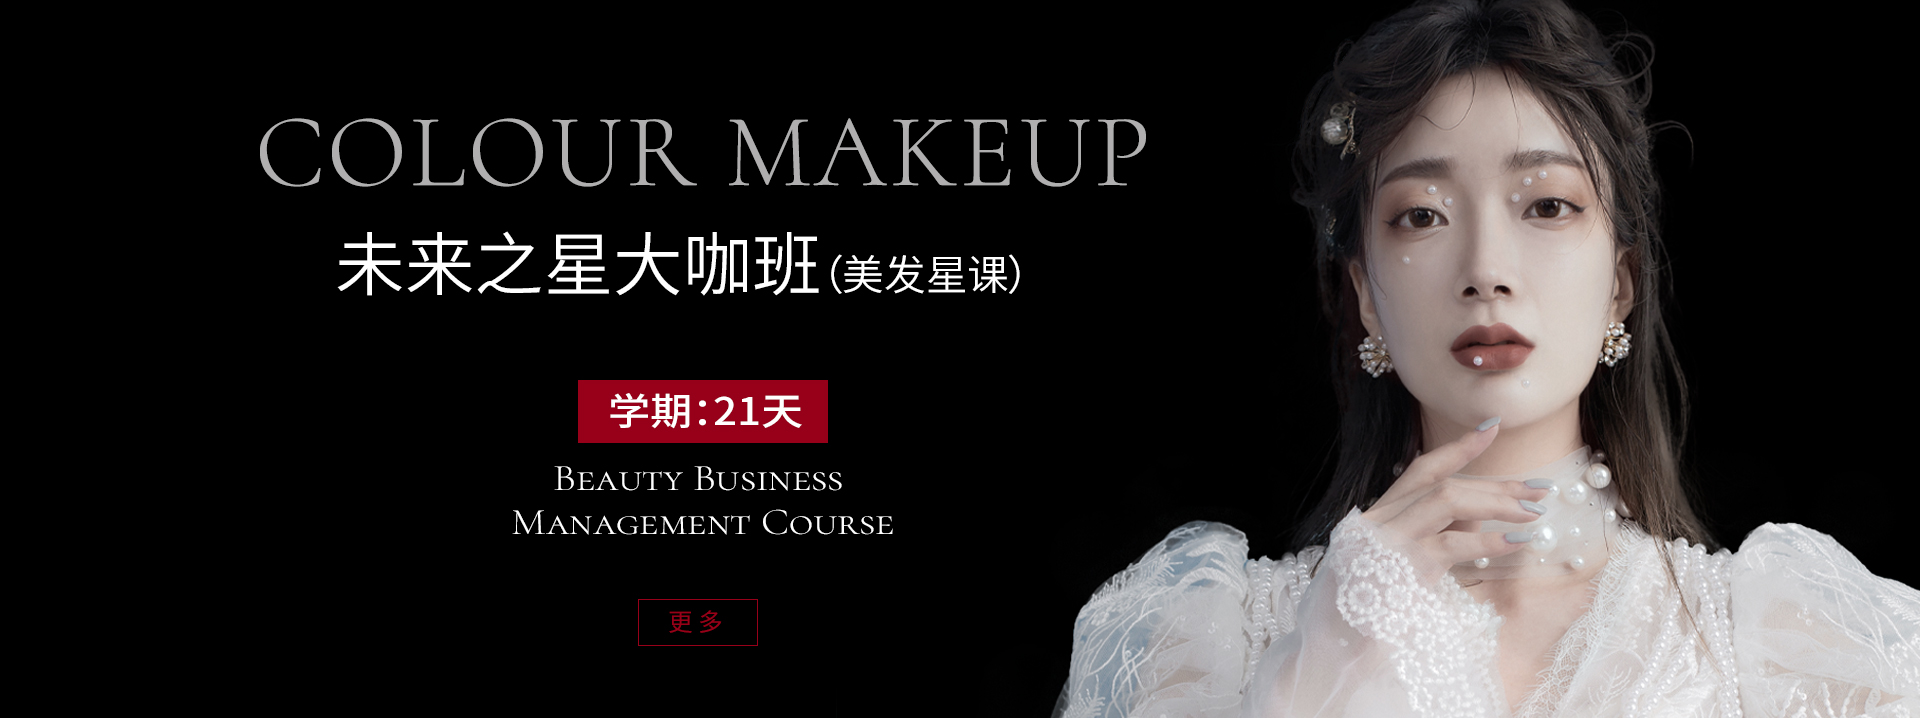 COLOUR MAKEUP
未来之星大咖班（美发星课）
学期：21天
BEAUTY BUSINESS
MANAGEMENT COURSE
更多